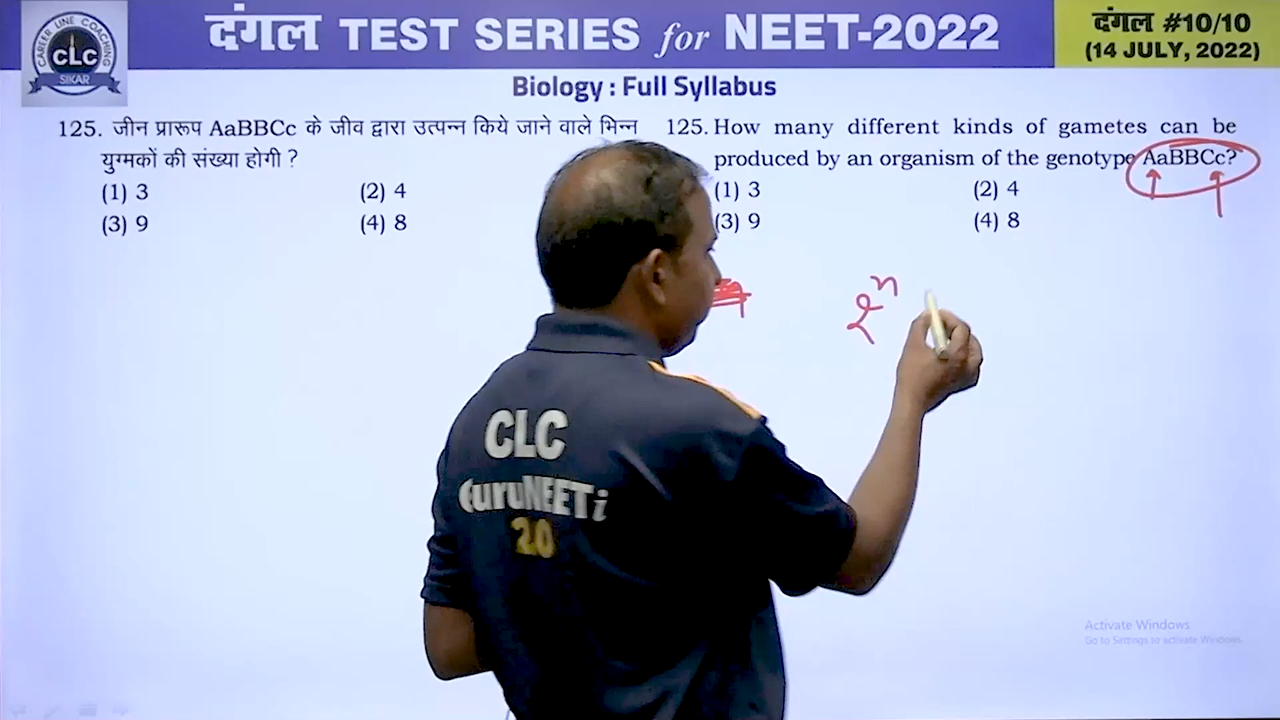 CAREER LINE COACHING
CLC
SIKAR
दंगल TEST SERIES for NEET-2022
दंगल #10/10
(14 JULY, 2022)
Biology : Full Syllabus
125. जीन प्रारूप AaBBCc के जीव द्वारा उत्पन्न किये जाने वाले भिन्न
युग्मकों की संख्या होगी ?
(1) 3 (2) 4
(3) 9 (4) 8
125. How many different kinds of gametes can be
produced by an organism of the genotype AaBBCc?
(1) 3 (2) 4
(3) 9 (4) 8
2ⁿ
CLC
GuruNEETi
2.0
Activate Windows
Go to Settings to activate Windows.